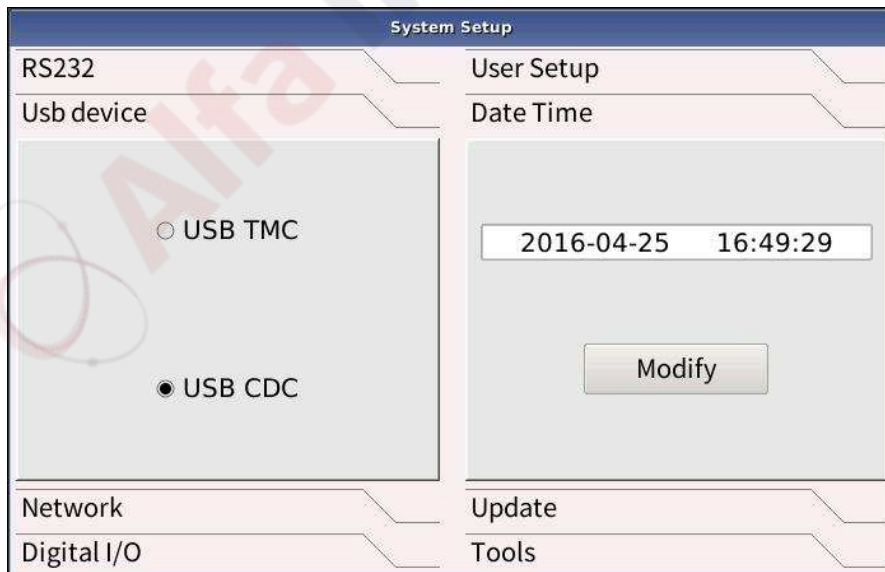 System Setup
RS232
Usb device
USB TMC
USB CDC
Network
Digital I/O
User Setup
Date Time
2016-04-25 16:49:29
Modify
Update
Tools
Alfa